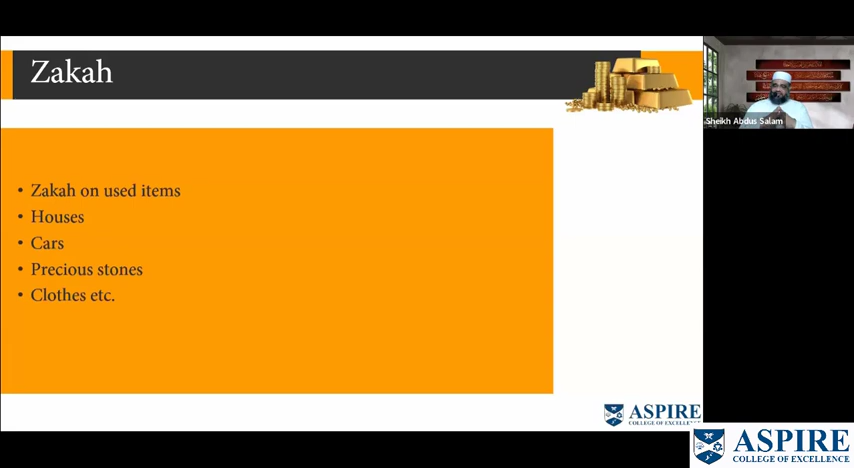 Zakah
• Zakah on used items
• Houses
• Cars
• Precious stones
• Clothes etc.
Sheikh Abdus Salam
ASPIRE
COLLEGE OF EXCELLENCE
ASPIRE
COLLEGE OF EXCELLENCE